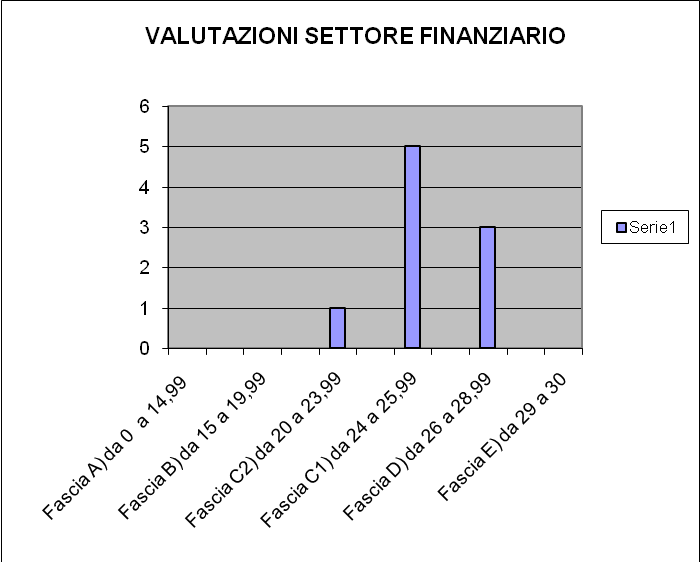 VALUTAZIONI SETTORE FINANZIARIO
6
5
4
3
2
1
0
Serie1
Fascia A) da 0 a 14,99
Fascia B) da 15 a 19,99
Fascia C2) da 20 a 23,99
Fascia C1) da 24 a 25,99
Fascia D) da 26 a 28,99
Fascia E) da 29 a 30